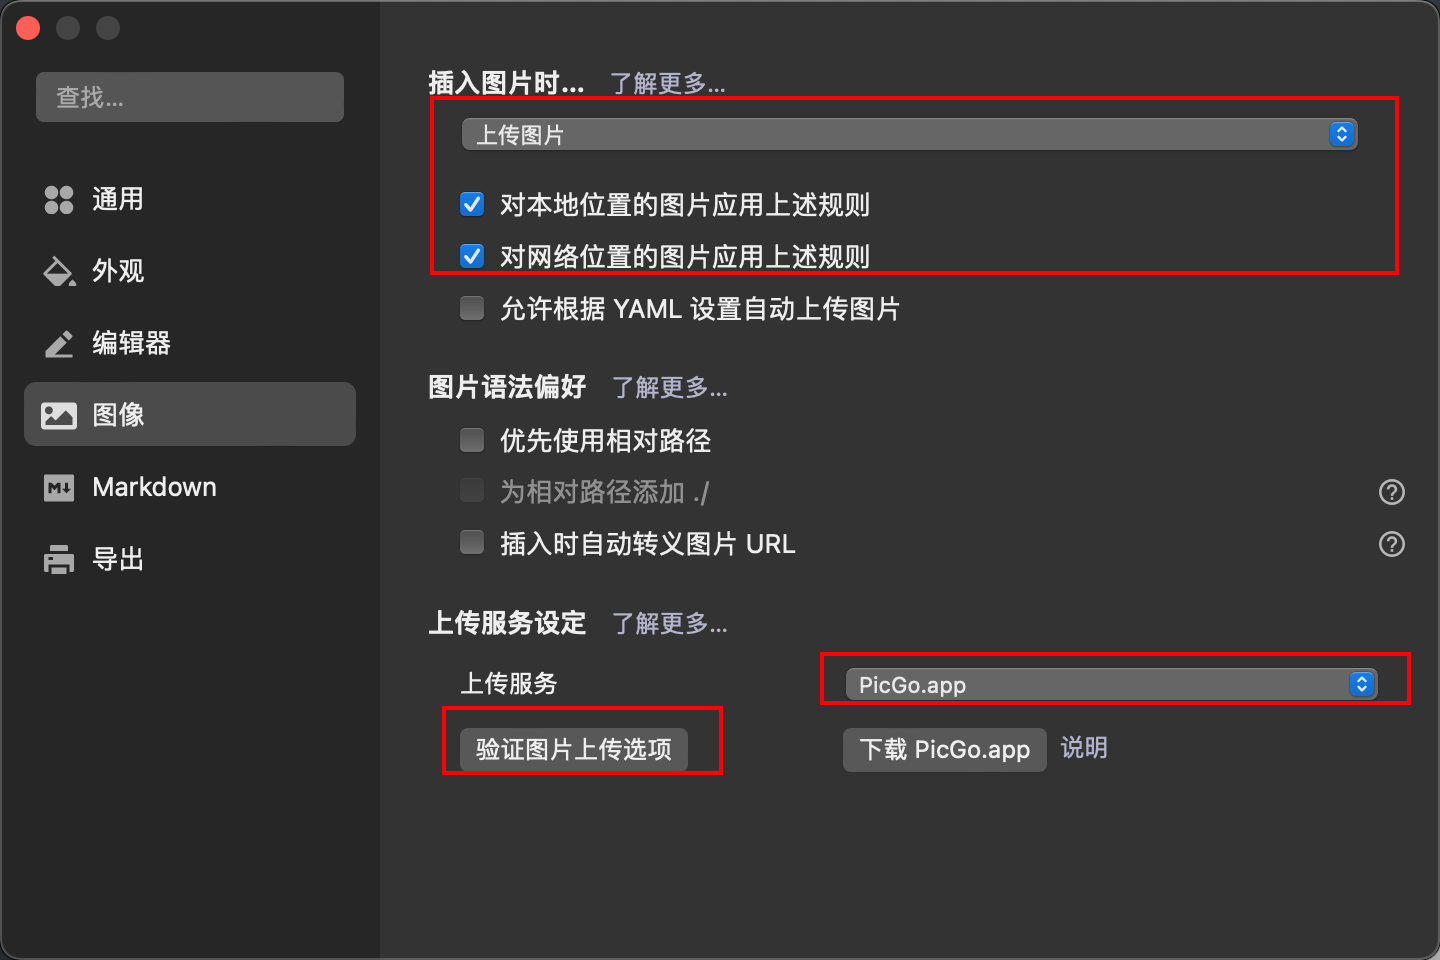 查找...
通用
外观
编辑器
图像
Markdown
导出
插入图片时... 了解更多...
上传图片
对本地位置的图片应用上述规则
对网络位置的图片应用上述规则
允许根据 YAML 设置自动上传图片
图片语法偏好 了解更多...
优先使用相对路径
为相对路径添加 ./
插入时自动转义图片 URL
上传服务设定 了解更多...
上传服务 PicGo.app
验证图片上传选项 下载 PicGo.app 说明